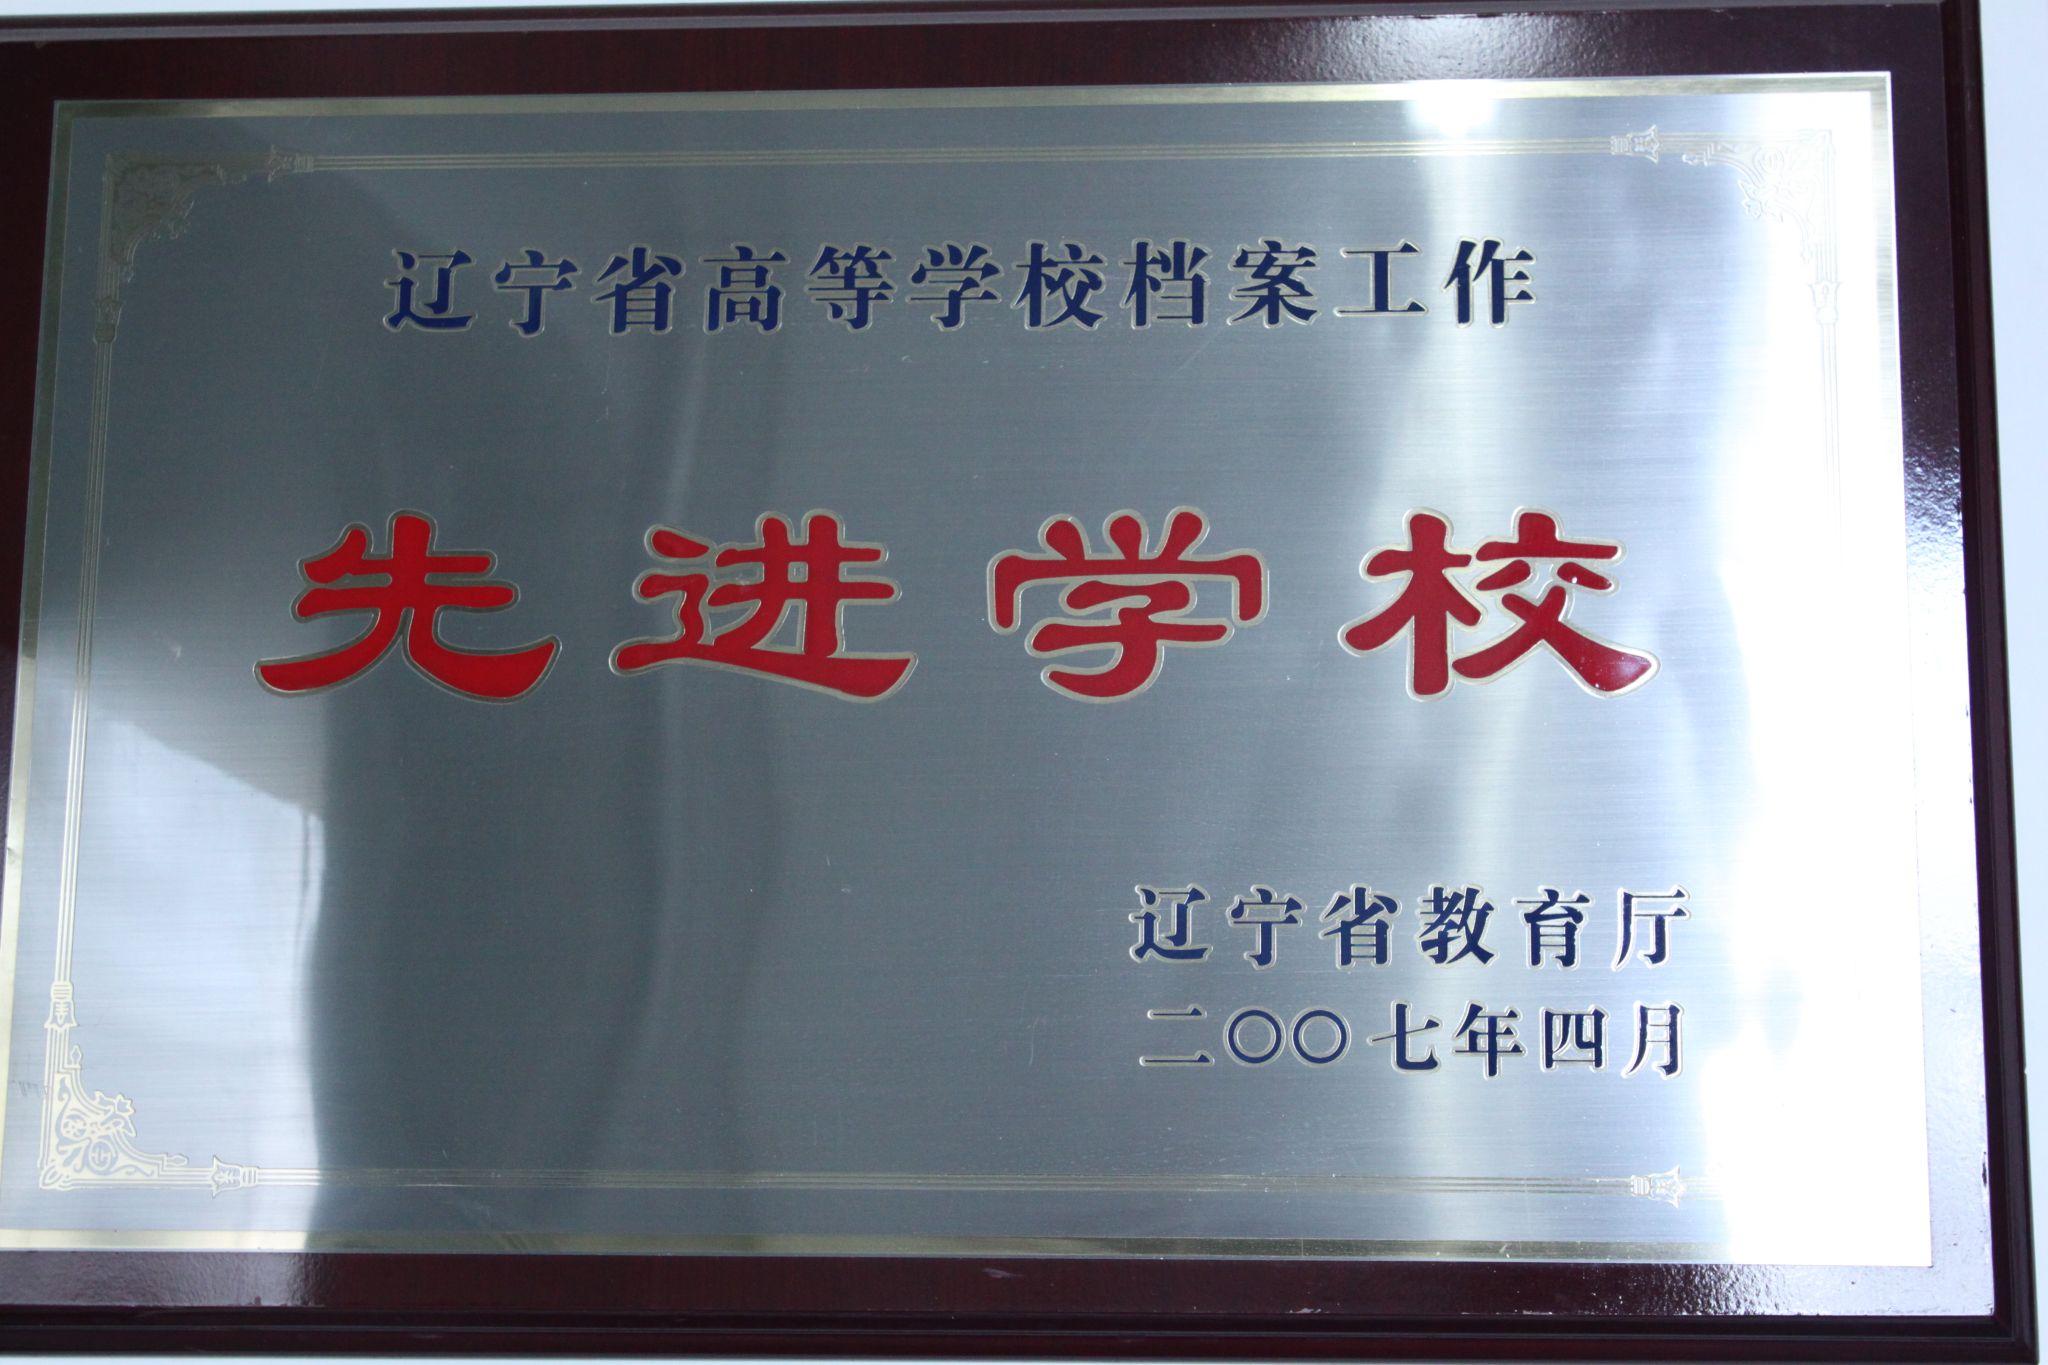 辽宁省高等学校档案工作
先进学校
辽宁省教育厅
二〇〇七年四月